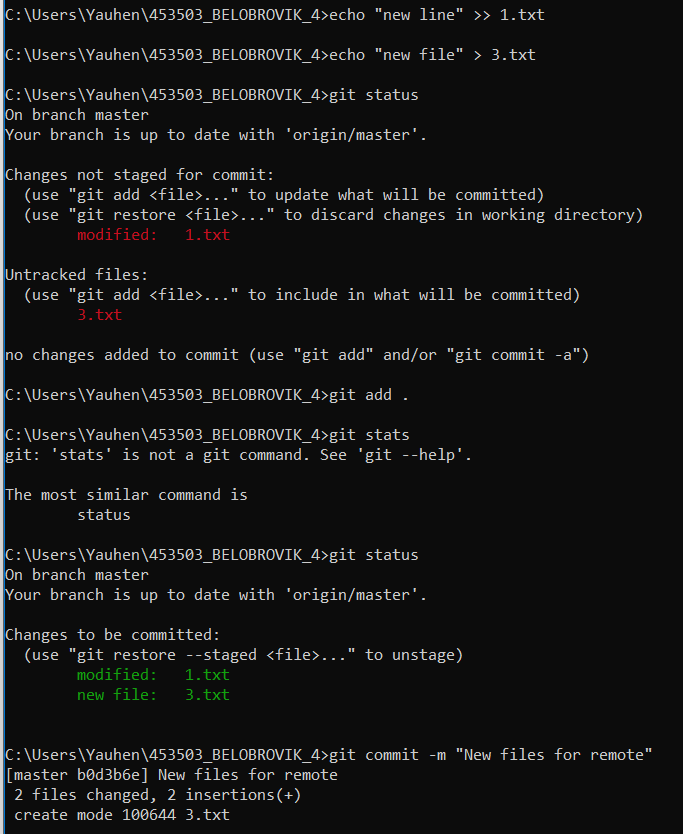 C:\Users\Yauhen\453503_BELOBROVIK_4>echo "new line" >> 1.txt
C:\Users\Yauhen\453503_BELOBROVIK_4>echo "new file" > 3.txt
C:\Users\Yauhen\453503_BELOBROVIK_4>git status
On branch master
Your branch is up to date with 'origin/master'.
Changes not staged for commit:
  (use "git add <file>..." to update what will be committed)
  (use "git restore <file>..." to discard changes in working directory)
        modified:   1.txt
Untracked files:
  (use "git add <file>..." to include in what will be committed)
        3.txt
no changes added to commit (use "git add" and/or "git commit -a")
C:\Users\Yauhen\453503_BELOBROVIK_4>git add .
C:\Users\Yauhen\453503_BELOBROVIK_4>git stats
git: 'stats' is not a git command. See 'git --help'.
The most similar command is
        status
C:\Users\Yauhen\453503_BELOBROVIK_4>git status
On branch master
Your branch is up to date with 'origin/master'.
Changes to be committed:
  (use "git restore --staged <file>..." to unstage)
        modified:   1.txt
        new file:   3.txt
C:\Users\Yauhen\453503_BELOBROVIK_4>git commit -m "New files for remote"
[master b0d3b6e] New files for remote
 2 files changed, 2 insertions(+)
 create mode 100644 3.txt